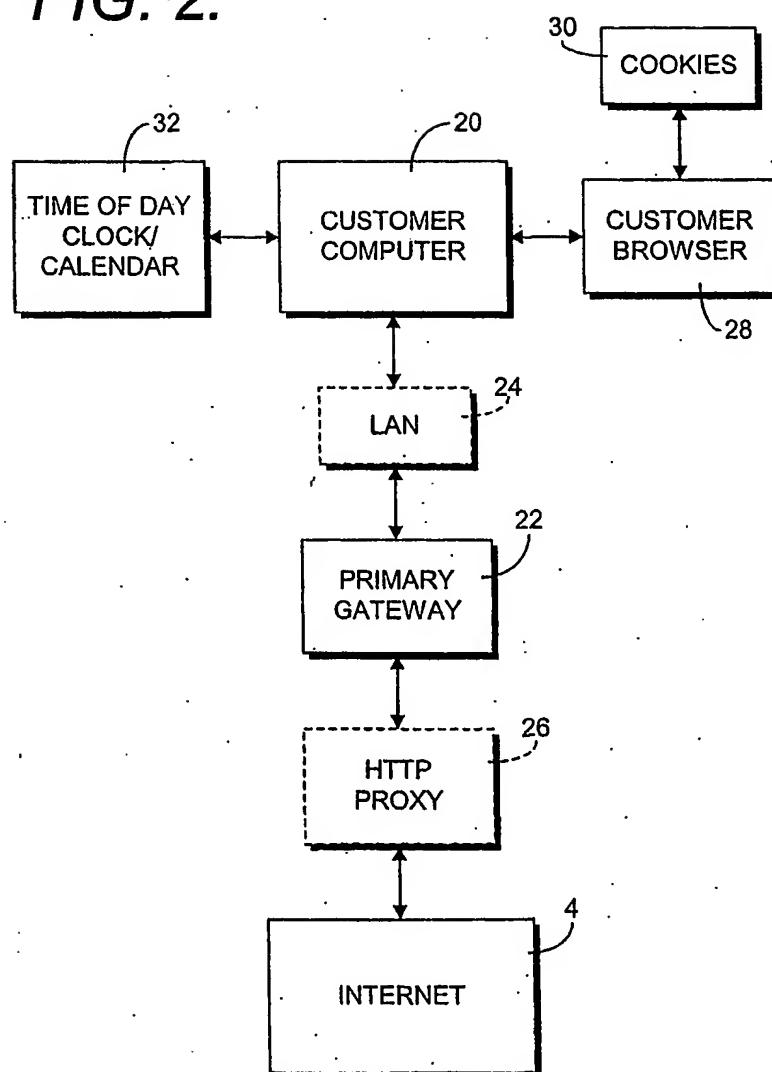 FIG. 2.
30
COOKIES
32
20
TIME OF DAY
CLOCK/
CALENDAR
CUSTOMER
COMPUTER
CUSTOMER
BROWSER
28
24
LAN
22
PRIMARY
GATEWAY
26
HTTP
PROXY
4
INTERNET